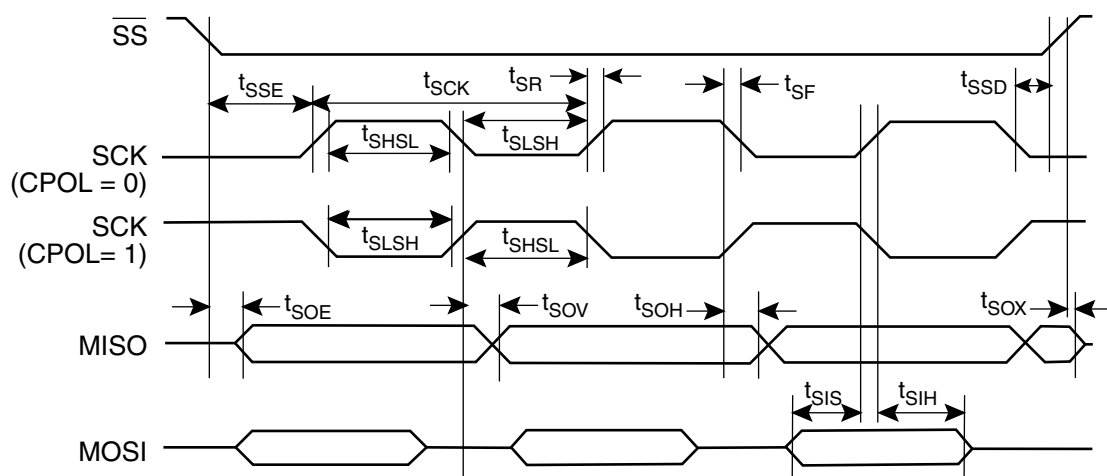 SS
tSSE
tSCK
tSR
tSF
tSSD
SCK
(CPOL = 0)
tSHSL
tSLSH
SCK
(CPOL= 1)
tSLSH
tSHSL
tSOE
tSOV
tSOH
tSOX
MISO
tSIS
tSIH
MOSI